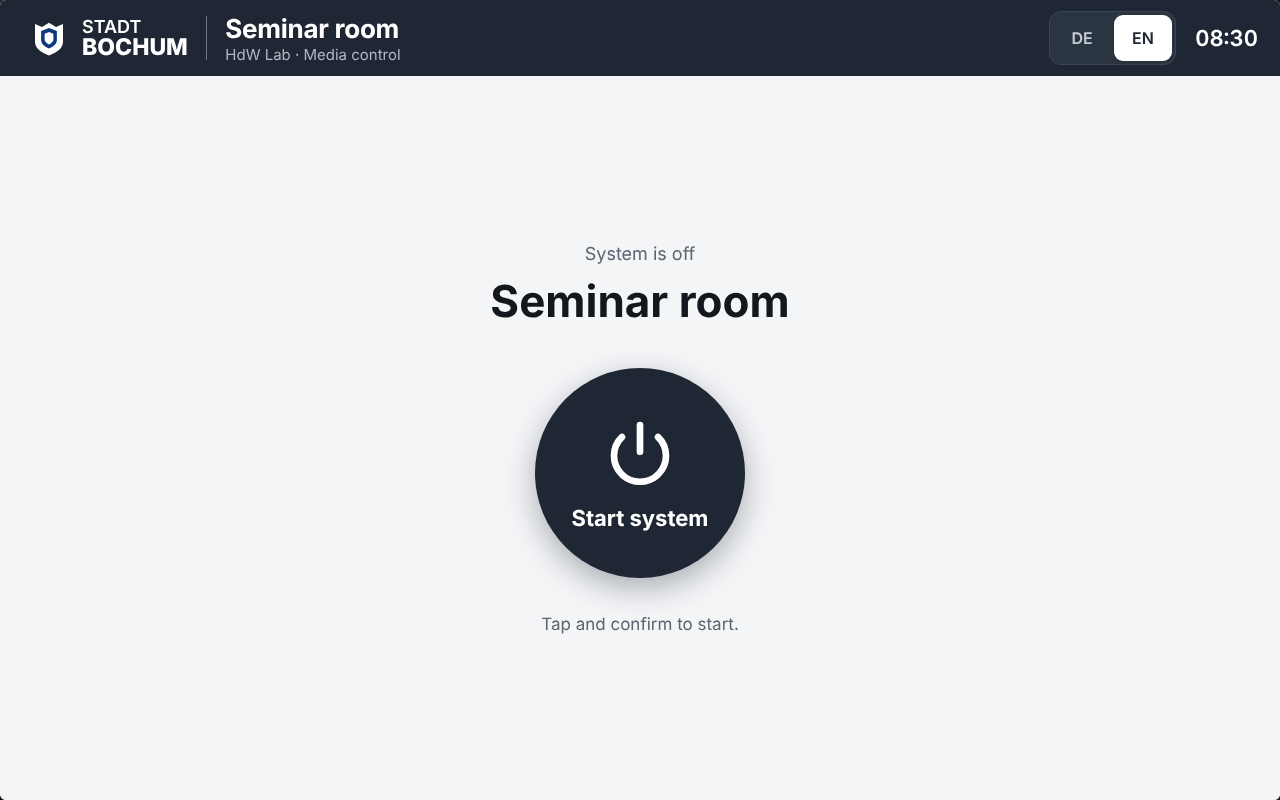 STADT
BOCHUM
Seminar room
HdW Lab · Media control
DE
EN
08:30
System is off
Seminar room
Start system
Tap and confirm to start.